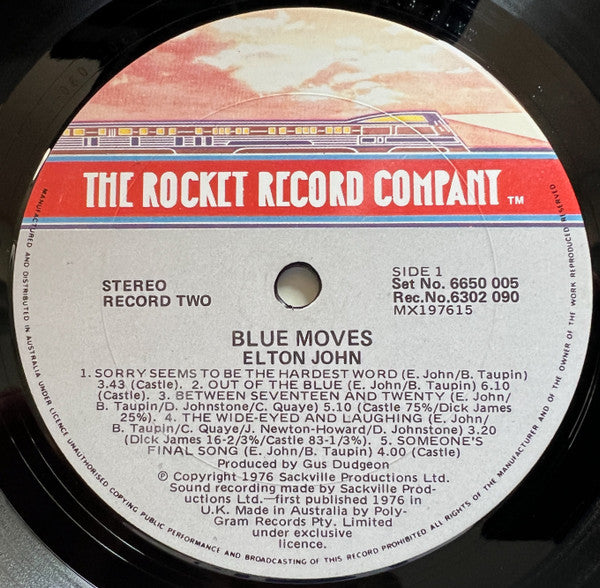 THE ROCKET RECORD COMPANY TM
STEREO
RECORD TWO
SIDE 1
Set No. 6650 005
Rec.No.6302 090
MX197615
BLUE MOVES
ELTON JOHN
1. SORRY SEEMS TO BE THE HARDEST WORD (E. John/B. Taupin)
3.43 (Castle). 2. OUT OF THE BLUE (E. John/B. Taupin) 6.10
(Castle). 3. BETWEEN SEVENTEEN AND TWENTY (E. John/
B. Taupin/D. Johnstone/C. Quaye) 5.10 (Castle 75%/Dick James
25%). 4. THE WIDE-EYED AND LAUGHING (E. John/
B. Taupin/C. Quaye/J. Newton-Howard/D. Johnstone) 3.20
(Dick James 16-2/3%/Castle 83-1/3%). 5. SOMEONE'S
FINAL SONG (E. John/B. Taupin) 4.00 (Castle)
Produced by Gus Dudgeon
℗ Copyright 1976 Sackville Productions Ltd.
Sound recording made by Sackville Prod-
uctions Ltd.—first published 1976 in
U.K. Made in Australia by Poly-
Gram Records Pty. Limited
under exclusive
licence.
MANUFACTURED AND DISTRIBUTED IN AUSTRALIA UNDER LICENCE UNAUTHORISED COPYING PUBLIC PERFORMANCE AND BROADCASTING OF THIS RECORD PROHIBITED ALL RIGHTS OF THE MANUFACTURER AND OF THE OWNER OF THE WORK REPRODUCED RESERVED